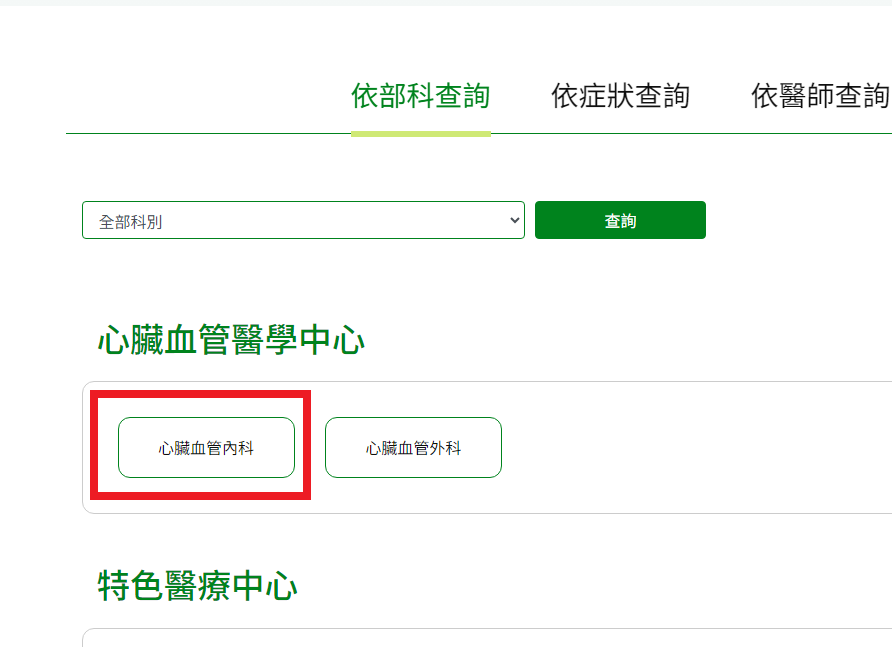 依部科查詢 依症狀查詢 依醫師查詢
全部科別 查詢
心臟血管醫學中心
心臟血管內科 心臟血管外科
特色醫療中心